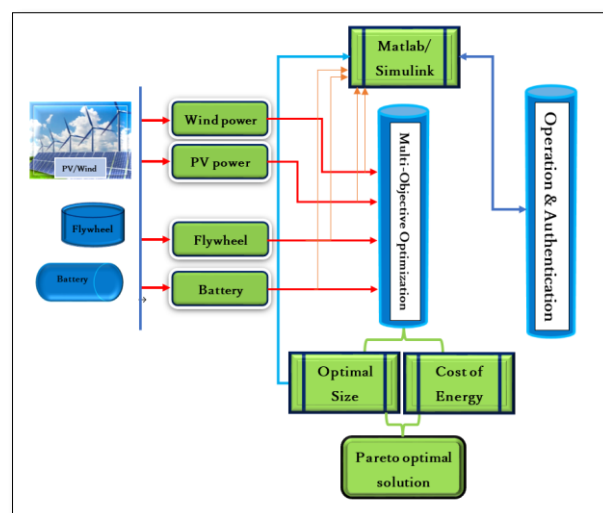 Matlab/
Simulink
Wind power
PV/Wind
PV power
Flywheel
Flywheel
Battery
Battery
Multi-Objective Optimization
Operation & Authentication
Optimal
Size
Cost of
Energy
Pareto optimal
solution